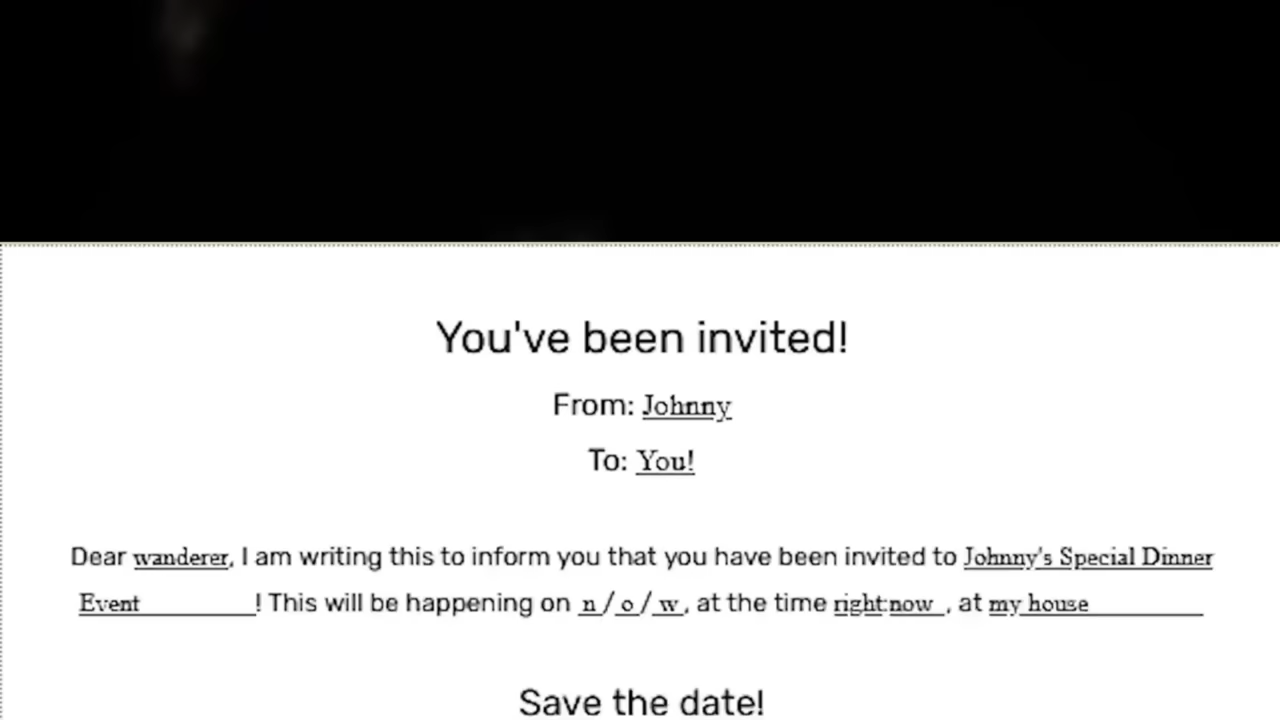 You've been invited!
From: Johnny
To: You!
Dear wanderer, I am writing this to inform you that you have been invited to Johnny's Special Dinner
Event! This will be happening on n/o/w, at the time right:now, at my house
Save the date!